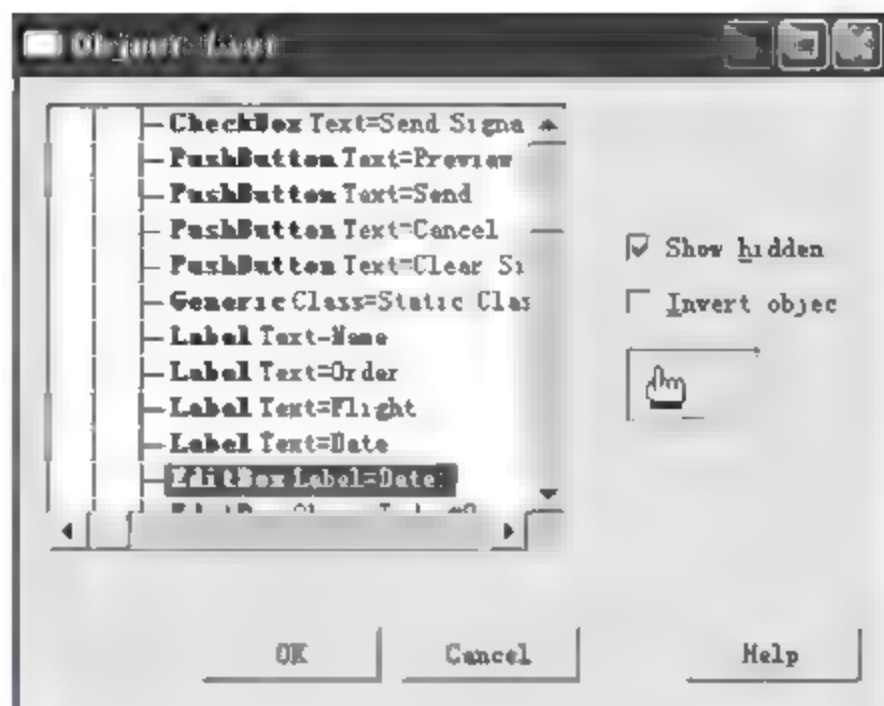 CheckBox Text=Send Signa
PushButton Text=Preview
PushButton Text=Send
PushButton Text=Cancel
PushButton Text=Clear Si
Generic Class=Static Clas
Label Text=Name
Label Text=Order
Label Text=Flight
Label Text=Date
EditBox Label=Date:
Show hidden
Invert objec
OK
Cancel
Help